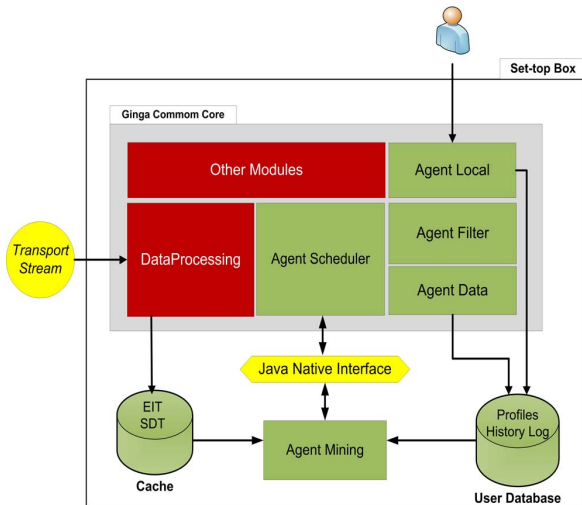 Set-top Box
Ginga Commom Core
Other Modules
Agent Local
Transport
Stream
DataProcessing
Agent Scheduler
Agent Filter
Agent Data
Java Native Interface
EIT
SDT
Cache
Agent Mining
Profiles
History Log
User Database